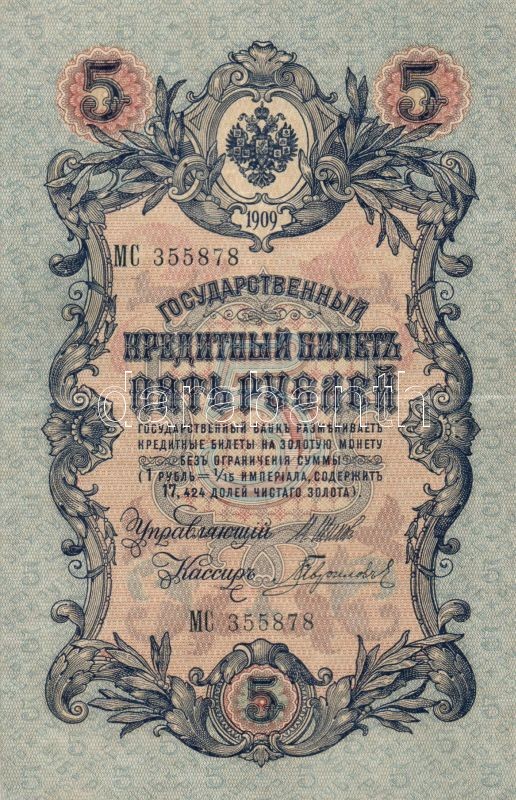 5 5
1909
МС 355878
ГОСУДАРСТВЕННЫЙ
КРЕДИТНЫЙ БИЛЕТЪ
ПЯТЬ РУБЛЕЙ
darabanth
ГОСУДАРСТВЕННЫЙ БАНКЪ РАЗМѢНИВАЕТЪ
КРЕДИТНЫЕ БИЛЕТЫ НА ЗОЛОТУЮ МОНЕТУ
БЕЗЪ ОГРАНИЧЕНІЯ СУММЫ
(1 РУБЛЬ = 1/15 ИМПЕРІАЛА, СОДЕРЖИТЪ
17,424 ДОЛЕЙ ЧИСТАГО ЗОЛОТА).
Управляющій
Кассиръ
МС 355878
5